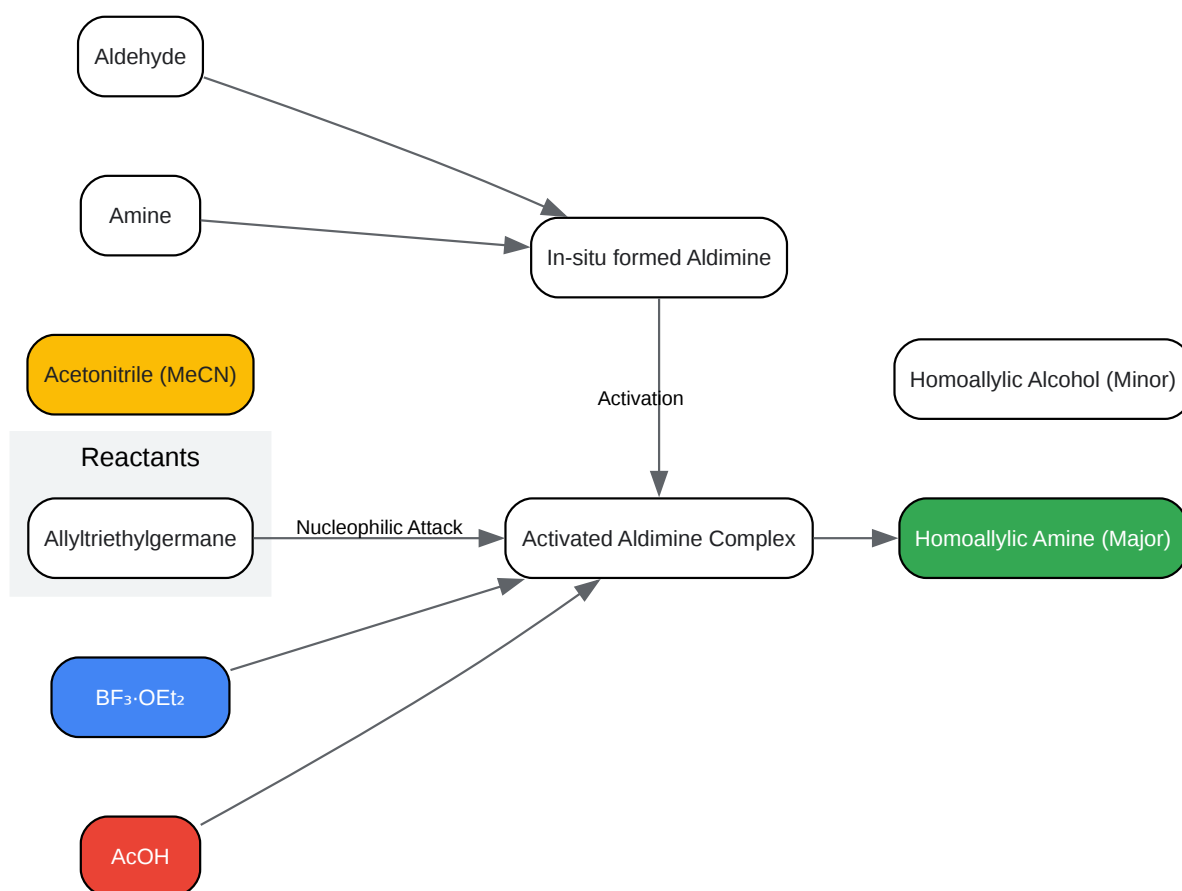 Aldehyde
Amine
In-situ formed Aldimine
Acetonitrile (MeCN)
Homoallylic Alcohol (Minor)
Activation
Reactants
Allyltriethylgermane
Nucleophilic Attack
Activated Aldimine Complex
Homoallylic Amine (Major)
BF₃·OEt₂
AcOH